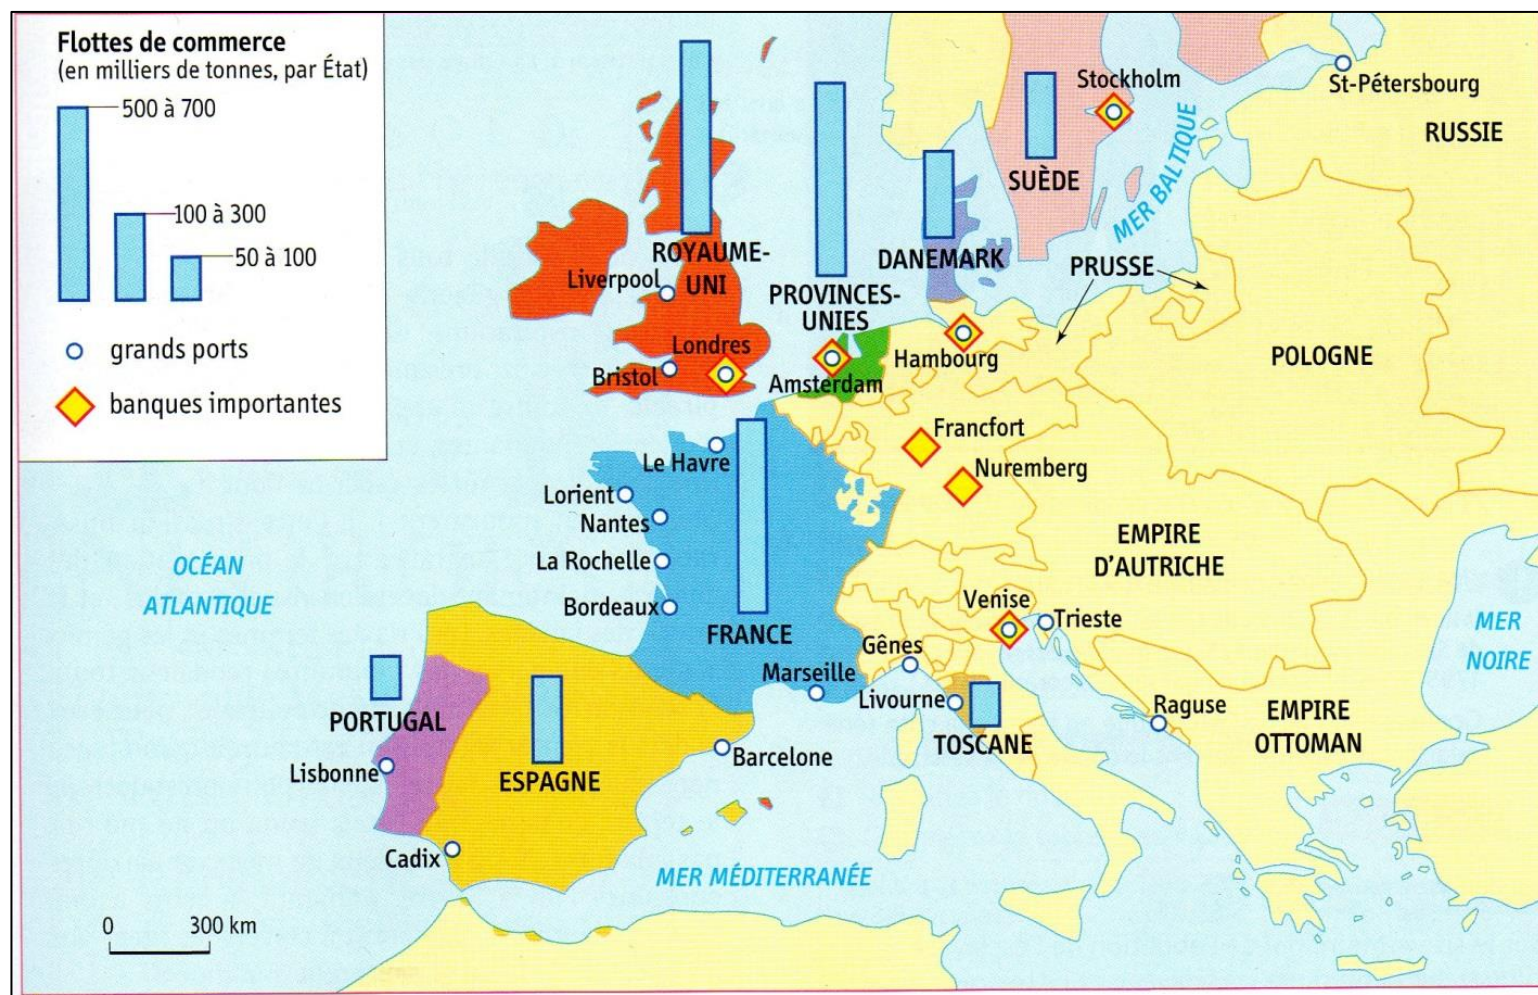 Flottes de commerce
(en milliers de tonnes, par État)
500 à 700
100 à 300
50 à 100
grands ports
banques importantes
Stockholm
St-Pétersbourg
RUSSIE
SUÈDE
MER BALTIQUE
ROYAUME-
UNI
Liverpool
DANEMARK
PRUSSE
PROVINCES-
UNIES
Londres
Bristol
Amsterdam
Hambourg
POLOGNE
Francfort
Nuremberg
Le Havre
Lorient
Nantes
La Rochelle
Bordeaux
FRANCE
OCÉAN
ATLANTIQUE
EMPIRE
D'AUTRICHE
Venise
Trieste
Gênes
Marseille
Livourne
TOSCANE
Raguse
EMPIRE
OTTOMAN
MER
NOIRE
PORTUGAL
Lisbonne
ESPAGNE
Barcelone
Cadix
MER MÉDITERRANÉE
0
300 km